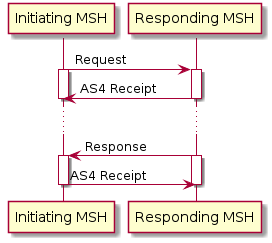 Initiating MSH
Responding MSH
Request
AS4 Receipt
Response
AS4 Receipt
Initiating MSH
Responding MSH